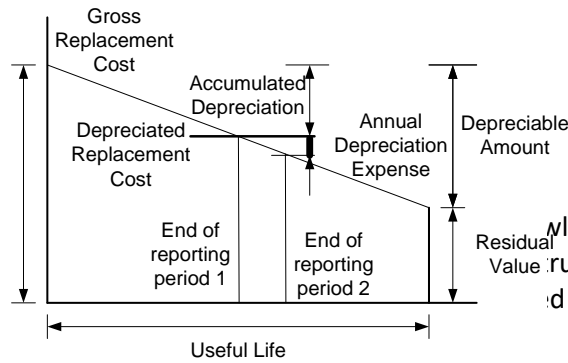 Gross
Replacement
Cost
Accumulated
Depreciation
Depreciated
Replacement
Cost
Annual
Depreciation
Expense
Depreciable
Amount
End of
reporting
period 1
End of
reporting
period 2
Residual
Value
Useful Life